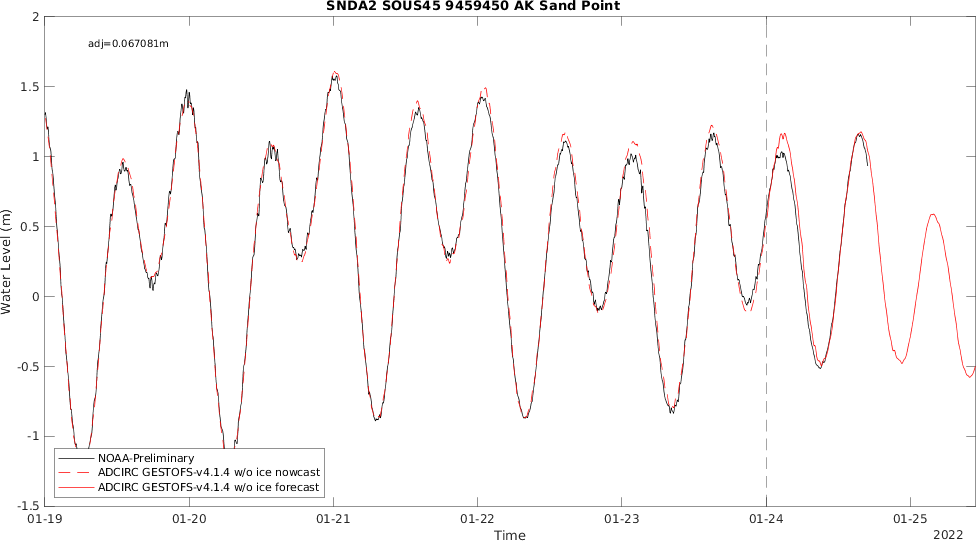 SNDA2 SOUS45 9459450 AK Sand Point
adj=0.067081m
Water Level (m)
2
1.5
1
0.5
0
-0.5
-1
-1.5
NOAA-Preliminary
ADCIRC GESTOFS-v4.1.4 w/o ice nowcast
ADCIRC GESTOFS-v4.1.4 w/o ice forecast
01-19 01-20 01-21 01-22 01-23 01-24 01-25
Time
2022